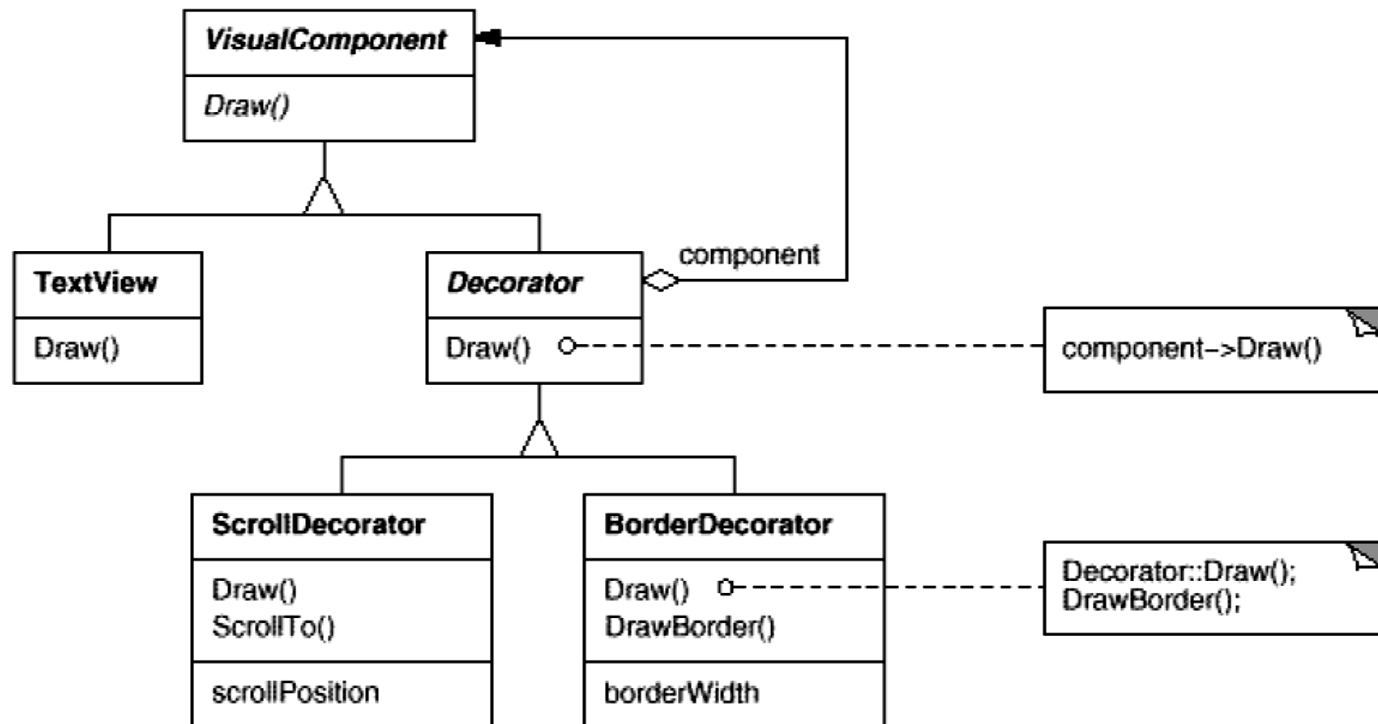 VisualComponent
Draw()
TextView
Draw()
Decorator
Draw()
component
component->Draw()
ScrollDecorator
Draw()
ScrollTo()
scrollPosition
BorderDecorator
Draw()
DrawBorder()
borderWidth
Decorator::Draw();
DrawBorder();